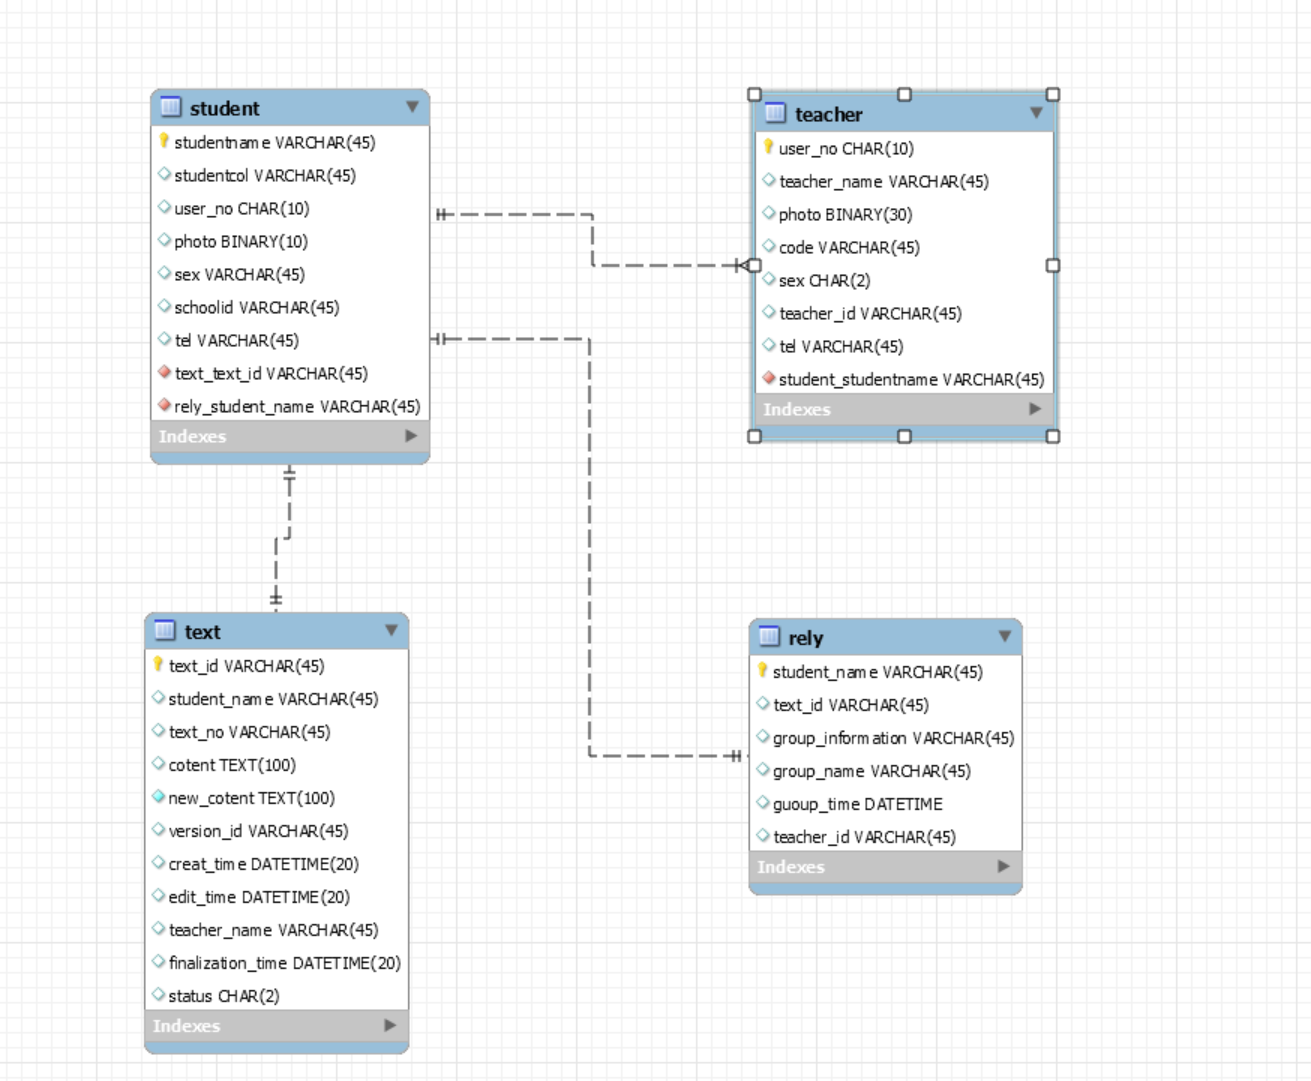 student
studentname VARCHAR(45)
studentcol VARCHAR(45)
user_no CHAR(10)
photo BINARY(10)
sex VARCHAR(45)
schoolid VARCHAR(45)
tel VARCHAR(45)
text_text_id VARCHAR(45)
rely_student_name VARCHAR(45)
Indexes
teacher
user_no CHAR(10)
teacher_name VARCHAR(45)
photo BINARY(30)
code VARCHAR(45)
sex CHAR(2)
teacher_id VARCHAR(45)
tel VARCHAR(45)
student_studentname VARCHAR(45)
Indexes
text
text_id VARCHAR(45)
student_name VARCHAR(45)
text_no VARCHAR(45)
cotent TEXT(100)
new_cotent TEXT(100)
version_id VARCHAR(45)
creat_time DATETIME(20)
edit_time DATETIME(20)
teacher_name VARCHAR(45)
finalization_time DATETIME(20)
status CHAR(2)
Indexes
rely
student_name VARCHAR(45)
text_id VARCHAR(45)
group_information VARCHAR(45)
group_name VARCHAR(45)
guoup_time DATETIME
teacher_id VARCHAR(45)
Indexes